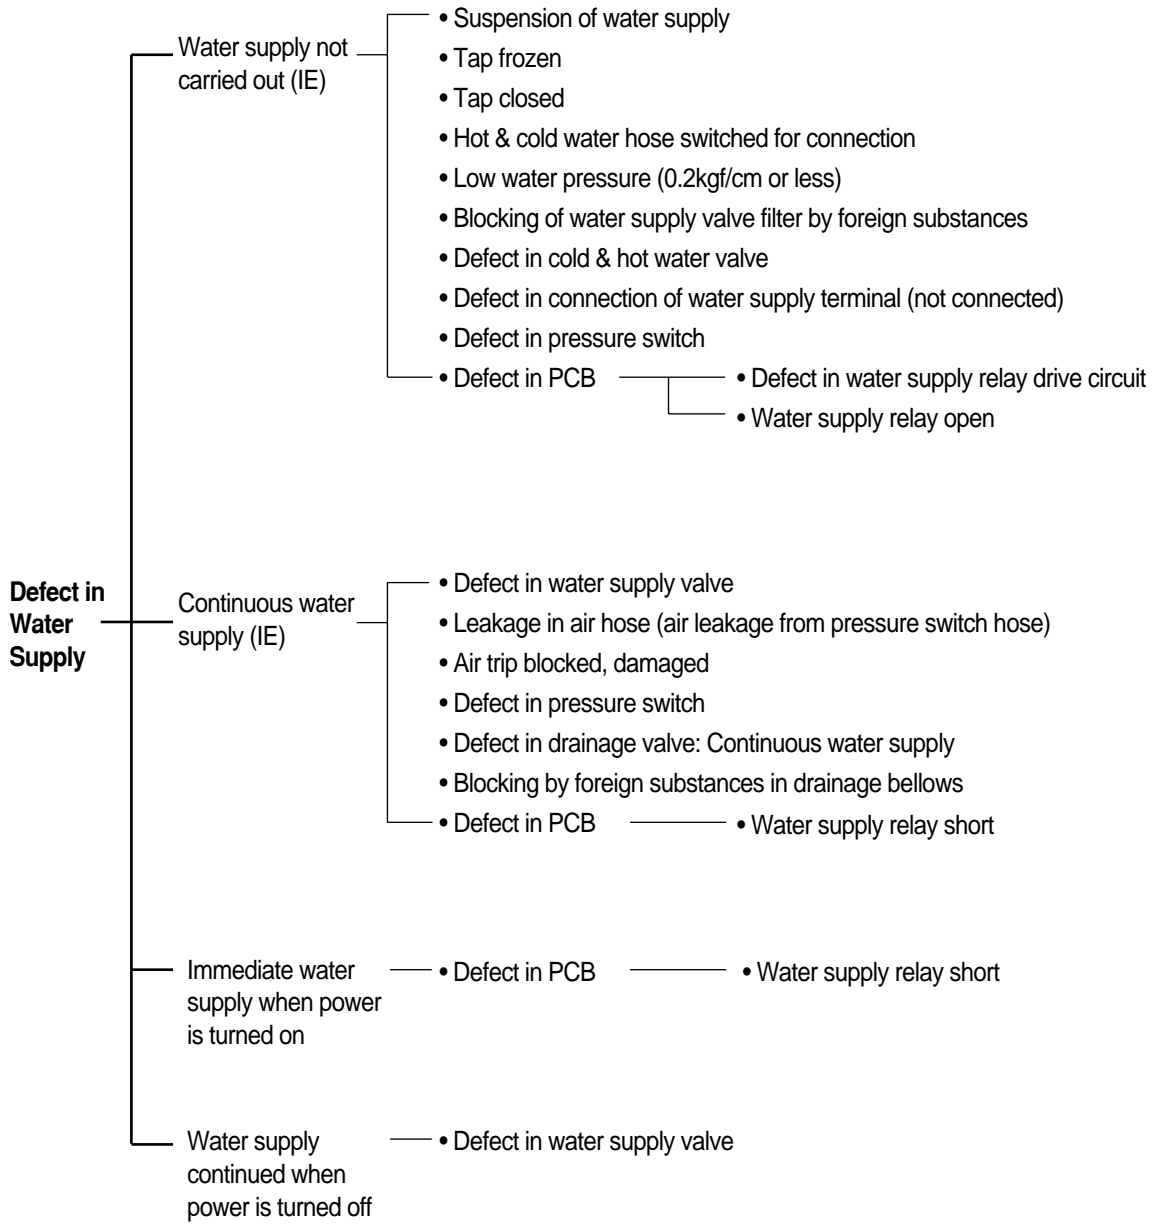 Defect in
Water
Supply
Water supply not
carried out (IE)
• Suspension of water supply
• Tap frozen
• Tap closed
• Hot & cold water hose switched for connection
• Low water pressure (0.2kgf/cm or less)
• Blocking of water supply valve filter by foreign substances
• Defect in cold & hot water valve
• Defect in connection of water supply terminal (not connected)
• Defect in pressure switch
• Defect in PCB
• Defect in water supply relay drive circuit
• Water supply relay open
Continuous water
supply (IE)
• Defect in water supply valve
• Leakage in air hose (air leakage from pressure switch hose)
• Air trip blocked, damaged
• Defect in pressure switch
• Defect in drainage valve: Continuous water supply
• Blocking by foreign substances in drainage bellows
• Defect in PCB
• Water supply relay short
Immediate water
supply when power
is turned on
• Defect in PCB
• Water supply relay short
Water supply
continued when
power is turned off
• Defect in water supply valve